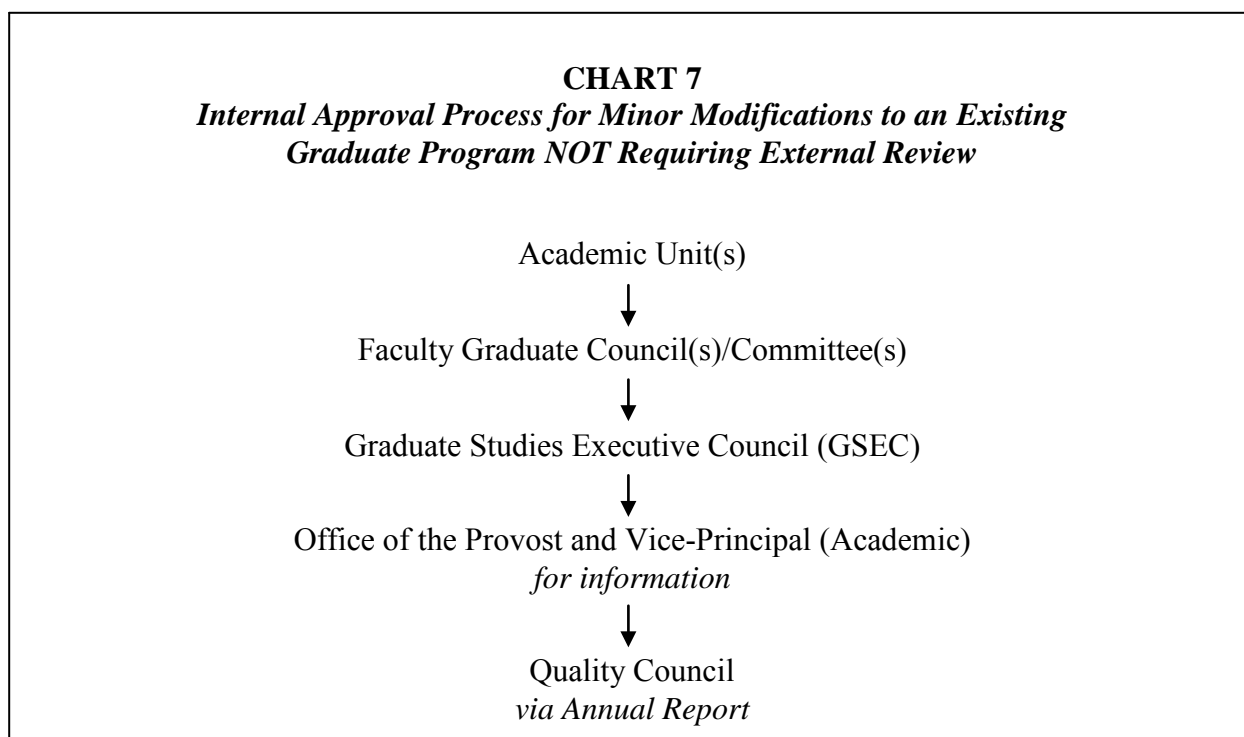 CHART 7
Internal Approval Process for Minor Modifications to an Existing
Graduate Program NOT Requiring External Review
Academic Unit(s)
Faculty Graduate Council(s)/Committee(s)
Graduate Studies Executive Council (GSEC)
Office of the Provost and Vice-Principal (Academic)
for information
Quality Council
via Annual Report